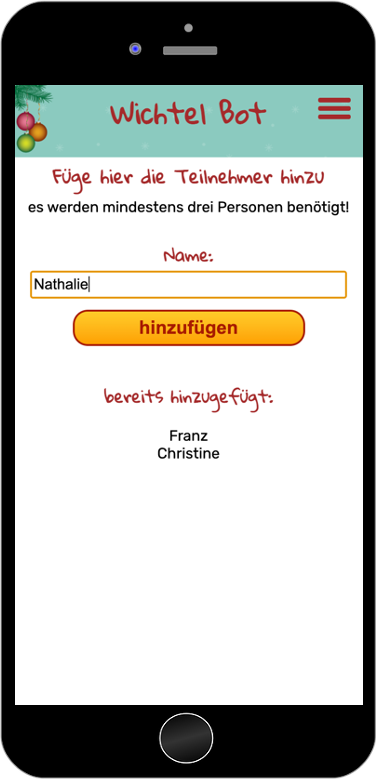 Wichtel Bot
Füge hier die Teilnehmer hinzu
es werden mindestens drei Personen benötigt!
Name:
Nathalie
hinzufügen
bereits hinzugefügt:
Franz
Christine